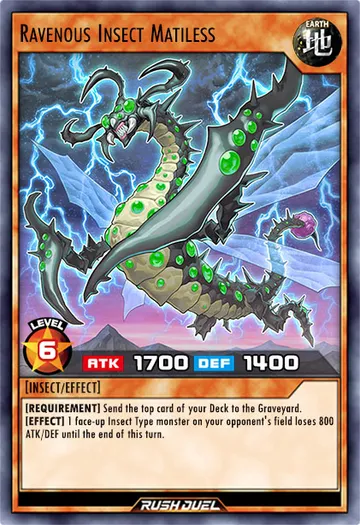 RAVENOUS INSECT MATILESS
EARTH
地
LEVEL
6
ATK 1700 DEF 1400
[INSECT/EFFECT]
[REQUIREMENT] Send the top card of your Deck to the Graveyard.
[EFFECT] 1 face-up Insect Type monster on your opponent's field loses 800
ATK/DEF until the end of this turn.
RUSH DUEL